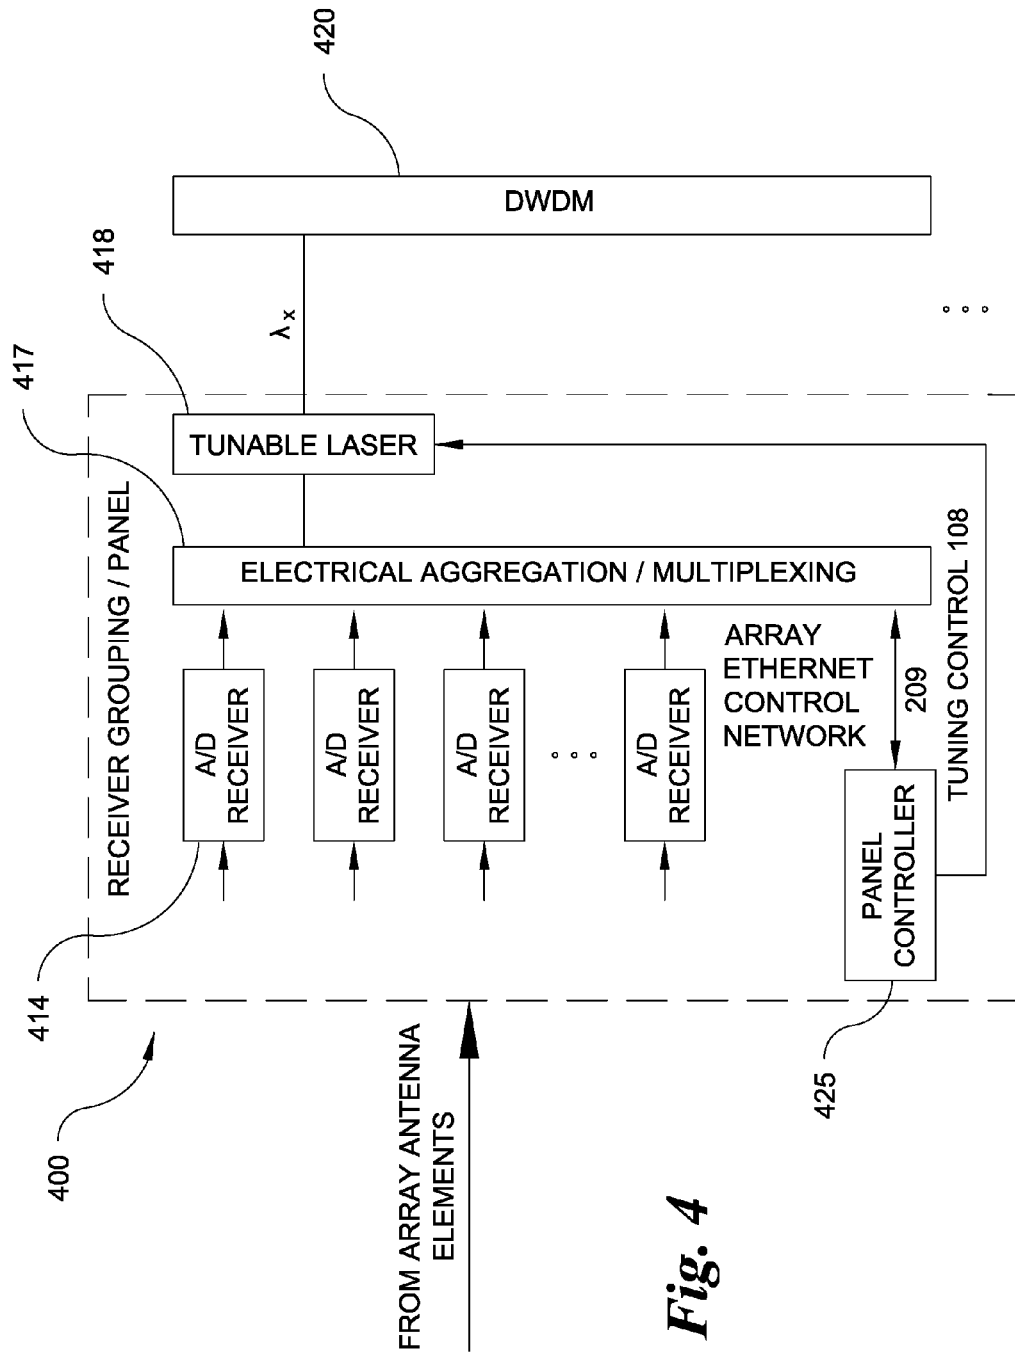 400
414
417
418
420
RECEIVER GROUPING / PANEL
FROM ARRAY ANTENNA
ELEMENTS
A/D
RECEIVER
A/D
RECEIVER
A/D
RECEIVER
A/D
RECEIVER
ELECTRICAL AGGREGATION / MULTIPLEXING
TUNABLE LASER
λx
DWDM
ARRAY
ETHERNET
CONTROL
NETWORK
209
PANEL
CONTROLLER
TUNING CONTROL 108
425
Fig. 4